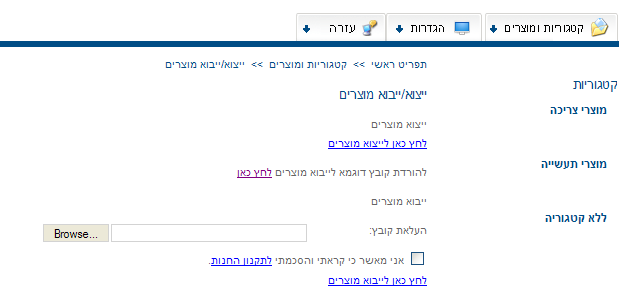 קטגוריות ומוצרים הגדרות עזרה
תפריט ראשי >> קטגוריות ומוצרים >> ייצוא/ייבוא מוצרים
קטגוריות
מוצרי צריכה
מוצרי תעשייה
ללא קטגוריה
ייצוא/ייבוא מוצרים
ייצוא מוצרים
לחץ כאן לייצוא מוצרים
להורדת קובץ דוגמא לייבוא מוצרים לחץ כאן
ייבוא מוצרים
העלאת קובץ: Browse...
אני מאשר כי קראתי והסכמתי לתקנון החנות.
לחץ כאן לייבוא מוצרים